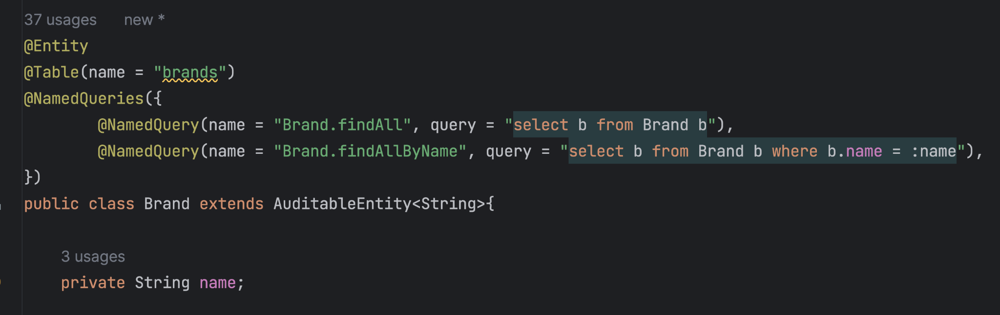 37 usages new *
@Entity
@Table(name = "brands")
@NamedQueries({
@NamedQuery(name = "Brand.findAll", query = "select b from Brand b"),
@NamedQuery(name = "Brand.findAllByName", query = "select b from Brand b where b.name = :name"),
})
public class Brand extends AuditableEntity<String>{
3 usages
private String name;